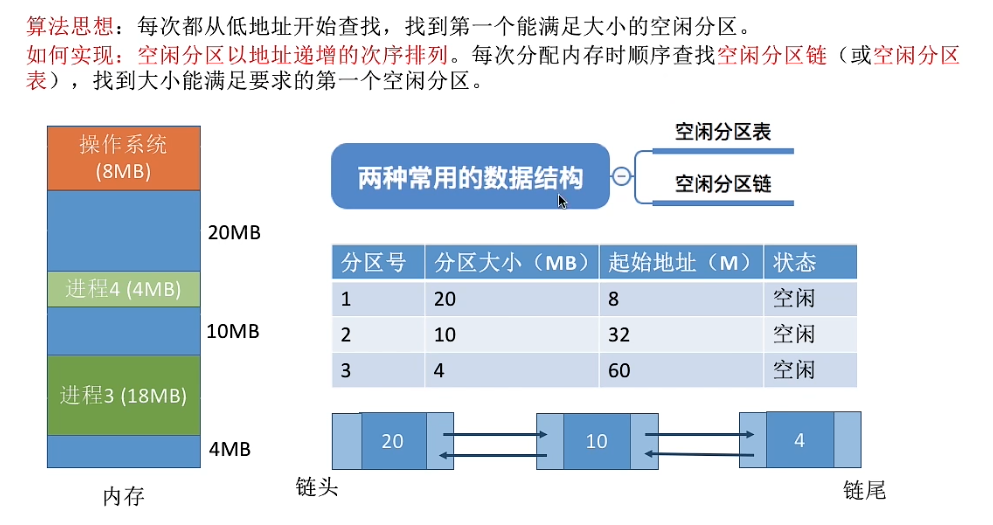 算法思想：每次都从低地址开始查找，找到第一个能满足大小的空闲分区。
如何实现：空闲分区以地址递增的次序排列。每次分配内存时顺序查找空闲分区链（或空闲分区
表），找到大小能满足要求的第一个空闲分区。
操作系统
(8MB)
20MB
进程4 (4MB)
10MB
进程3 (18MB)
4MB
内存
两种常用的数据结构
空闲分区表
空闲分区链
分区号 分区大小（MB） 起始地址（M） 状态
1 20 8 空闲
2 10 32 空闲
3 4 60 空闲
20 10 4
链头
链尾